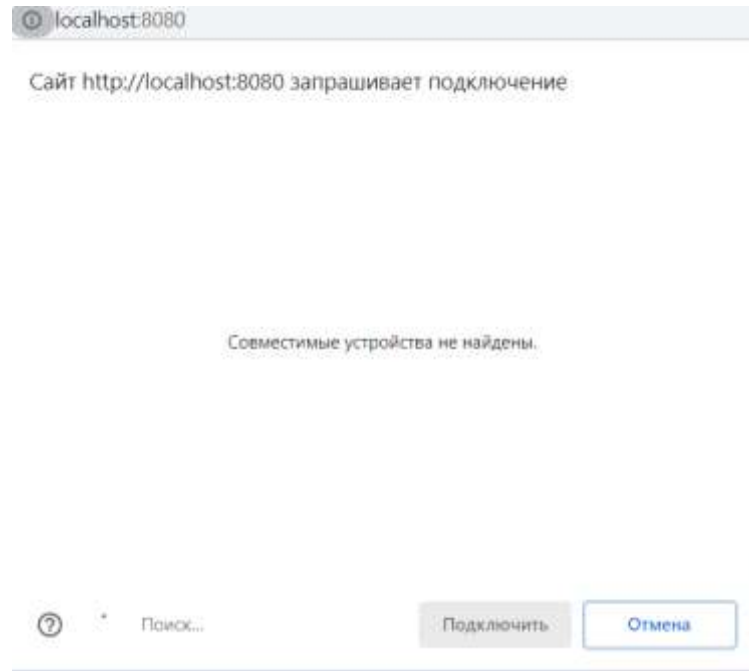 localhost:8080
Сайт http://localhost:8080 запрашивает подключение
Совместимые устройства не найдены.
Поиск...
Подключить
Отмена